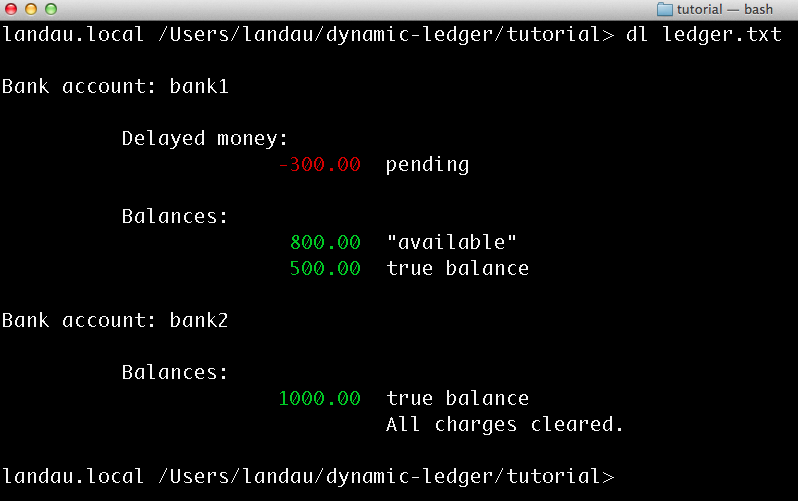 tutorial — bash
landau.local /Users/landau/dynamic-ledger/tutorial> dl ledger.txt
Bank account: bank1
Delayed money:
-300.00 pending
Balances:
800.00 "available"
500.00 true balance
Bank account: bank2
Balances:
1000.00 true balance
All charges cleared.
landau.local /Users/landau/dynamic-ledger/tutorial>